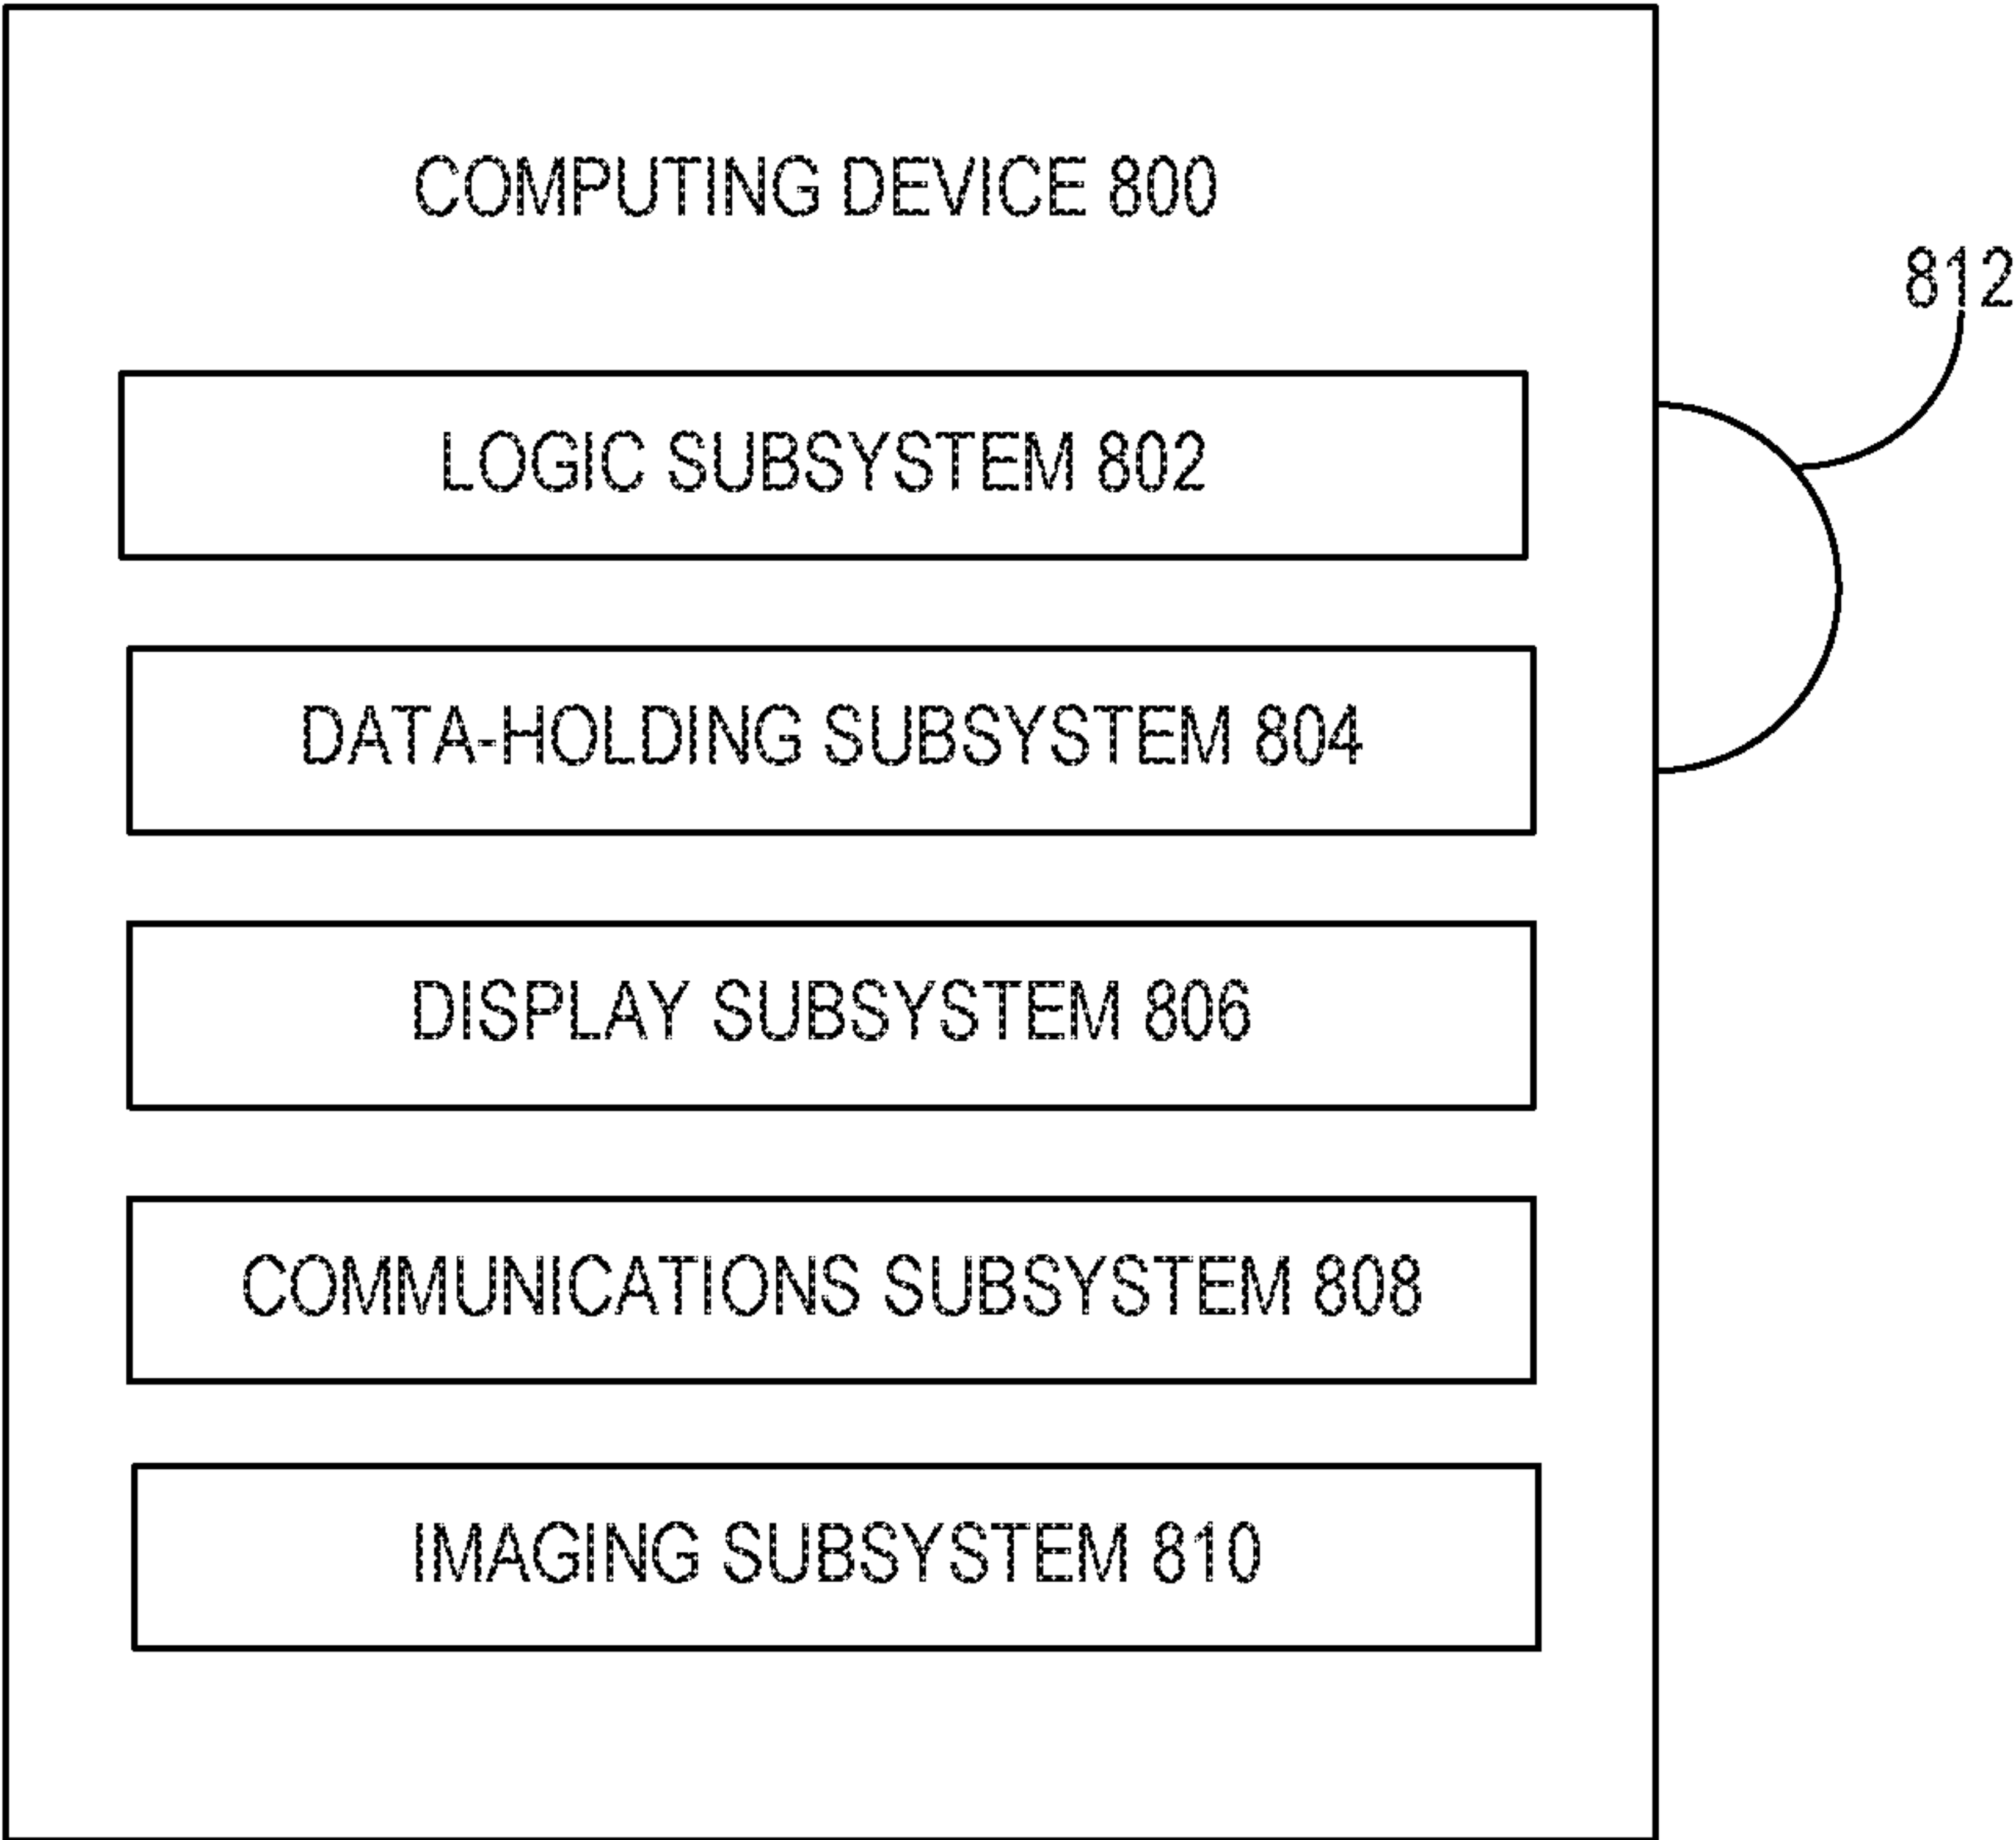 COMPUTING DEVICE 800
812
LOGIC SUBSYSTEM 802
DATA-HOLDING SUBSYSTEM 804
DISPLAY SUBSYSTEM 806
COMMUNICATIONS SUBSYSTEM 808
IMAGING SUBSYSTEM 810